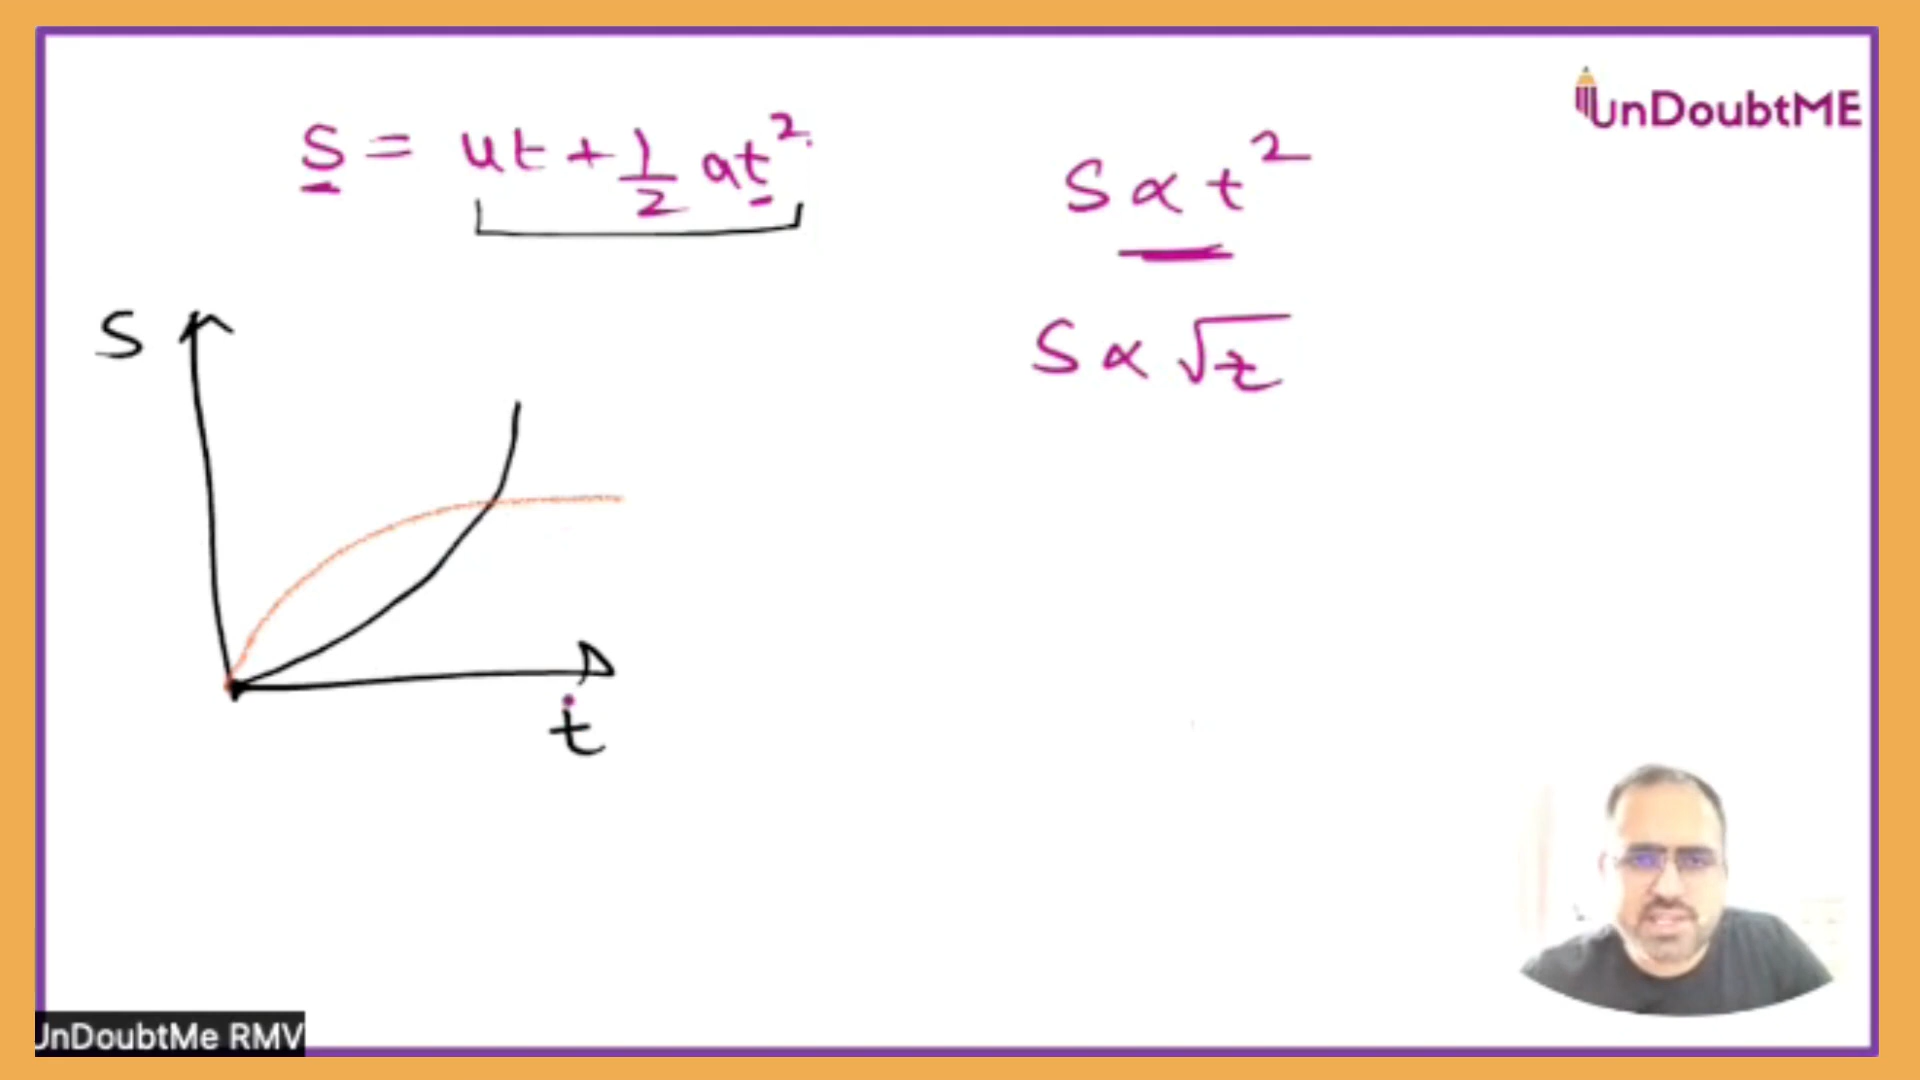 UnDoubtME
S = ut + 1/2 at²
S ∝ t²
S ∝ √t
S
t
UnDoubtMe RMV